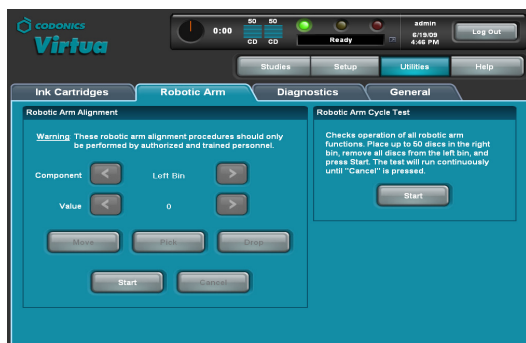 CODONICS
Virtua
0:00
50 50
CD CD
Ready
admin
6/19/09
4:46 PM
Log Out
Studies
Setup
Utilities
Help
Ink Cartridges
Robotic Arm
Diagnostics
General
Robotic Arm Alignment
Warning: These robotic arm alignment procedures should only
be performed by authorized and trained personnel.
Component < Left Bin >
Value < 0 >
Move
Pick
Drop
Start
Cancel
Robotic Arm Cycle Test
Checks operation of all robotic arm
functions. Place up to 50 discs in the right
bin, remove all discs from the left bin, and
press Start. The test will run continuously
until "Cancel" is pressed.
Start